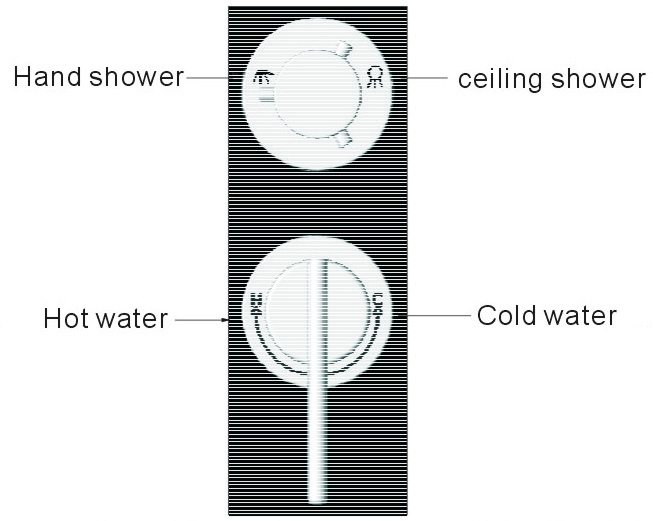 Hand shower
ceiling shower
H
C
Hot water
Cold water